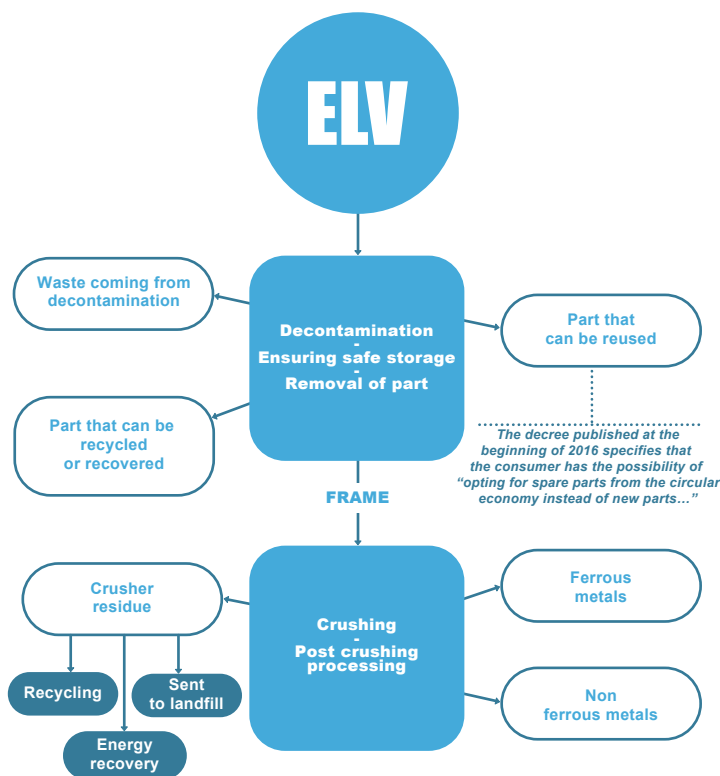 ELV
Waste coming from
decontamination
Decontamination
-
Ensuring safe storage
-
Removal of part
Part that
can be reused
Part that can be
recycled
or recovered
The decree published at the
beginning of 2016 specifies that
the consumer has the possibility of
“opting for spare parts from the circular
economy instead of new parts…”
FRAME
Crusher
residue
Crushing
-
Post crushing
processing
Ferrous
metals
Recycling
Sent
to landfill
Energy
recovery
Non
ferrous metals